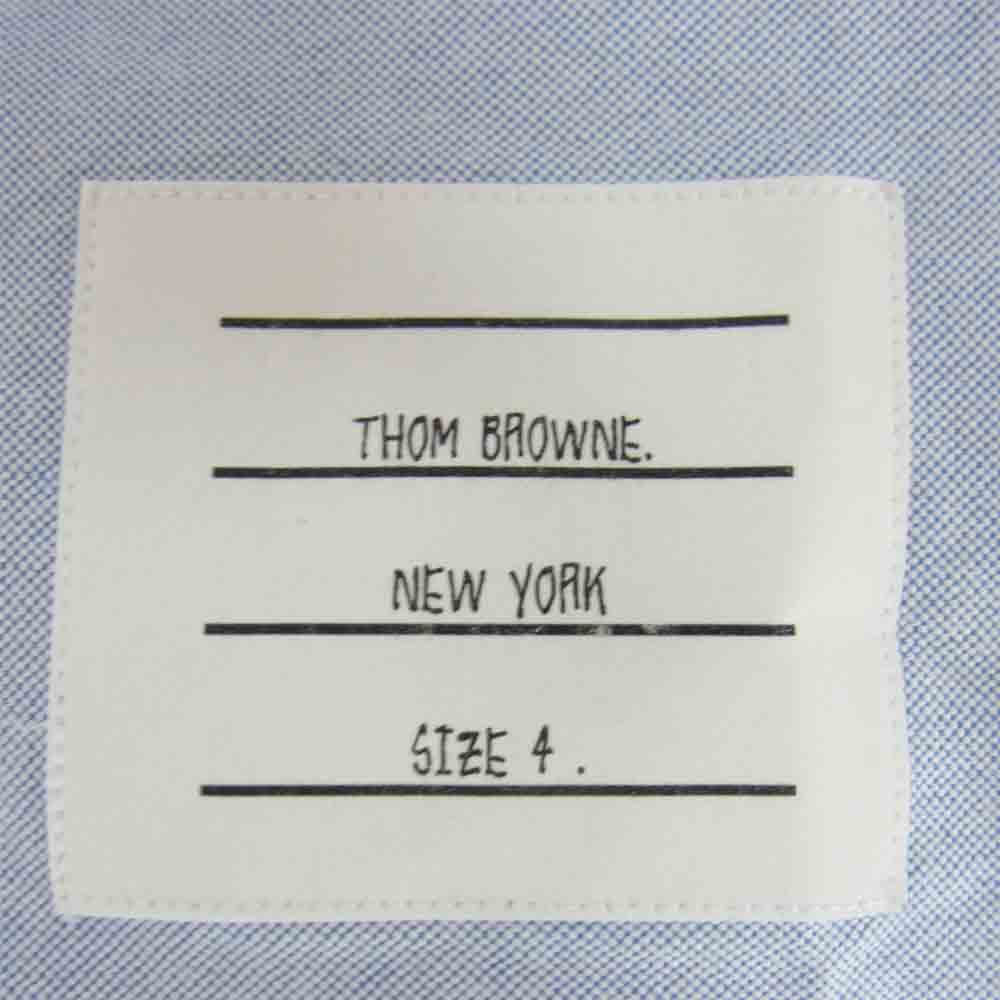 THOM BROWNE.
NEW YORK
SIZE 4 .